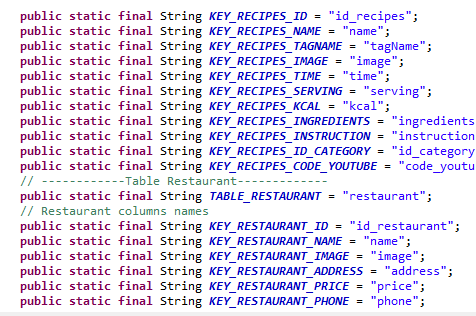 public static final String KEY_RECIPES_ID = "id_recipes";
public static final String KEY_RECIPES_NAME = "name";
public static final String KEY_RECIPES_TAGNAME = "tagName";
public static final String KEY_RECIPES_IMAGE = "image";
public static final String KEY_RECIPES_TIME = "time";
public static final String KEY_RECIPES_SERVING = "serving";
public static final String KEY_RECIPES_KCAL = "kcal";
public static final String KEY_RECIPES_INGREDIENTS = "ingredients
public static final String KEY_RECIPES_INSTRUCTION = "instruction
public static final String KEY_RECIPES_ID_CATEGORY = "id_category
public static final String KEY_RECIPES_CODE_YOUTUBE = "code_youtu
// ------------Table Restaurant-------------
public static final String TABLE_RESTAURANT = "restaurant";
// Restaurant columns names
public static final String KEY_RESTAURANT_ID = "id_restaurant";
public static final String KEY_RESTAURANT_NAME = "name";
public static final String KEY_RESTAURANT_IMAGE = "image";
public static final String KEY_RESTAURANT_ADDRESS = "address";
public static final String KEY_RESTAURANT_PRICE = "price";
public static final String KEY_RESTAURANT_PHONE = "phone";